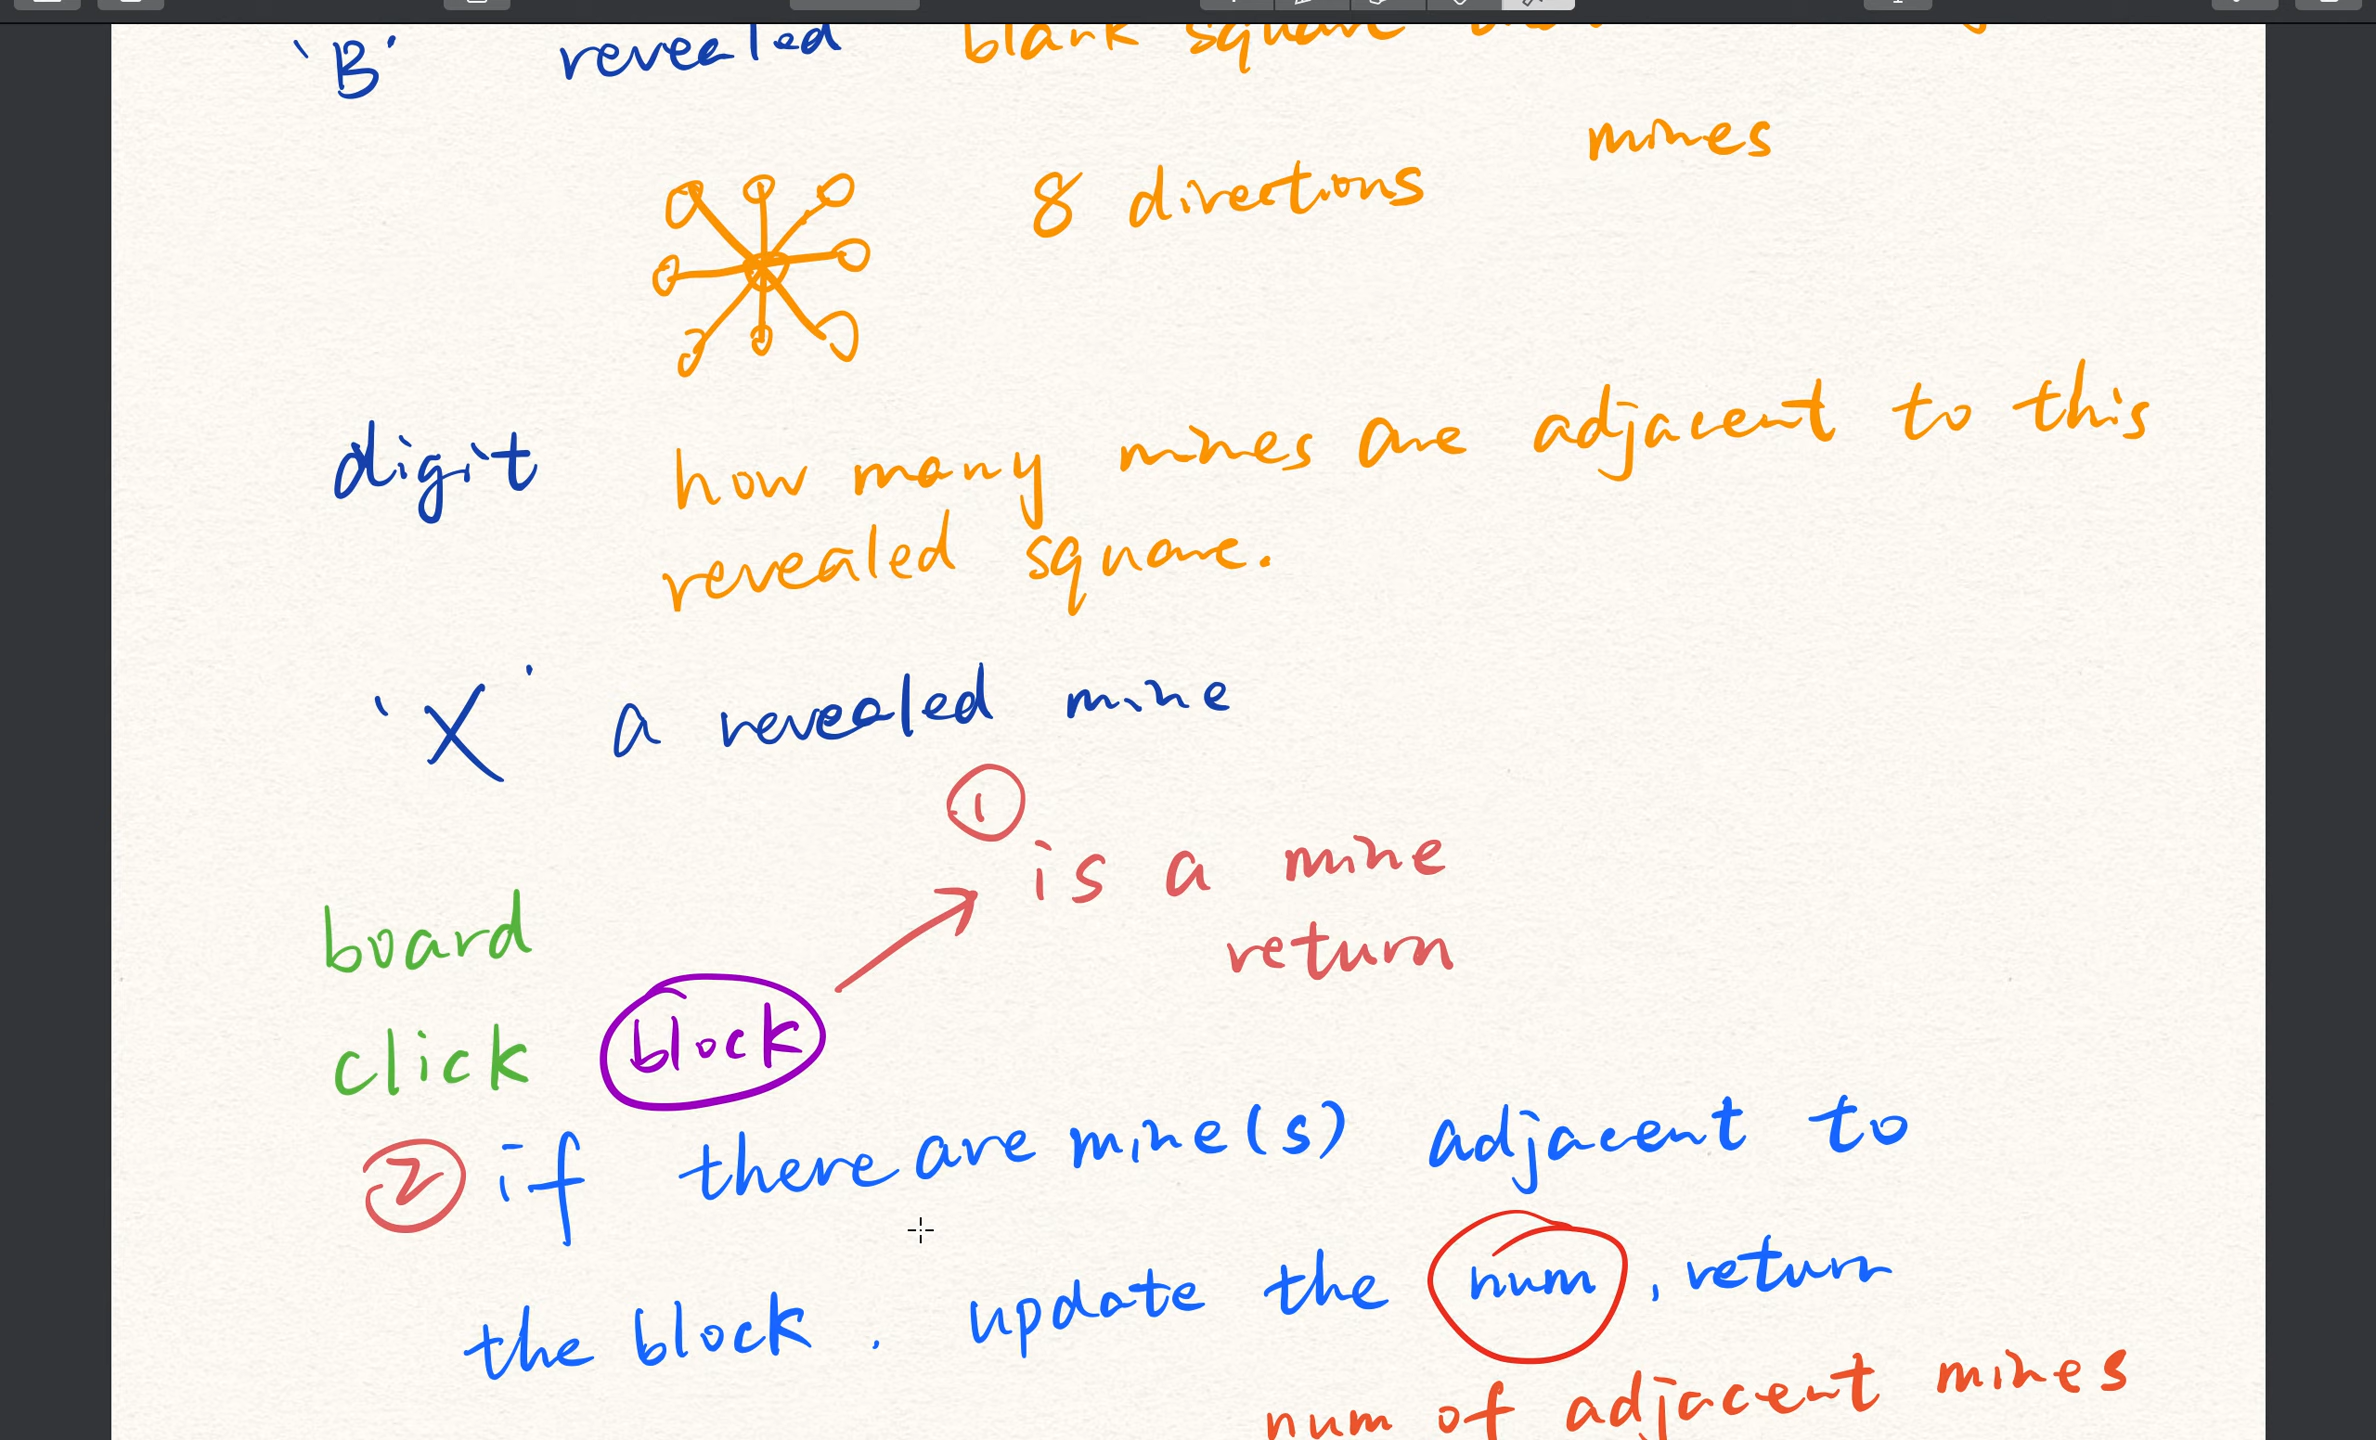 'B' revealed blank square
mines
8 directions
digit how many mines are adjacent to this
revealed square.
'X' a revealed mine
1
is a mine
board
return
click block
2 if there are mine(s) adjacent to
the block, update the num, return
num of adjacent mines